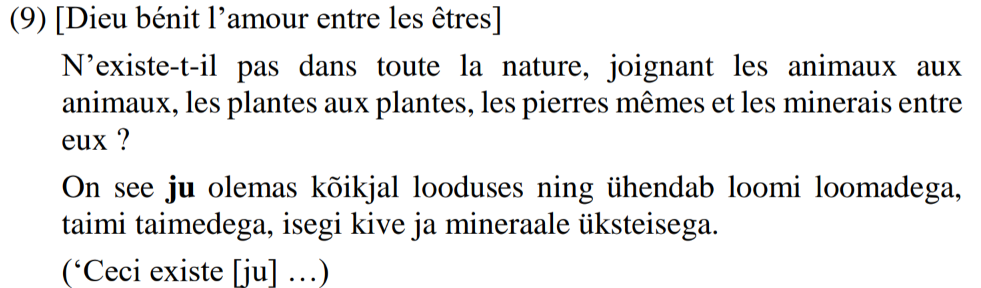 (9) [Dieu bénit l’amour entre les êtres]
N’existe-t-il pas dans toute la nature, joignant les animaux aux
animaux, les plantes aux plantes, les pierres mêmes et les minerais entre
eux ?
On see ju olemas kõikjal looduses ning ühendab loomi loomadega,
taimi taimedega, isegi kive ja mineraale üksteisega.
(‘Ceci existe [ju] …)